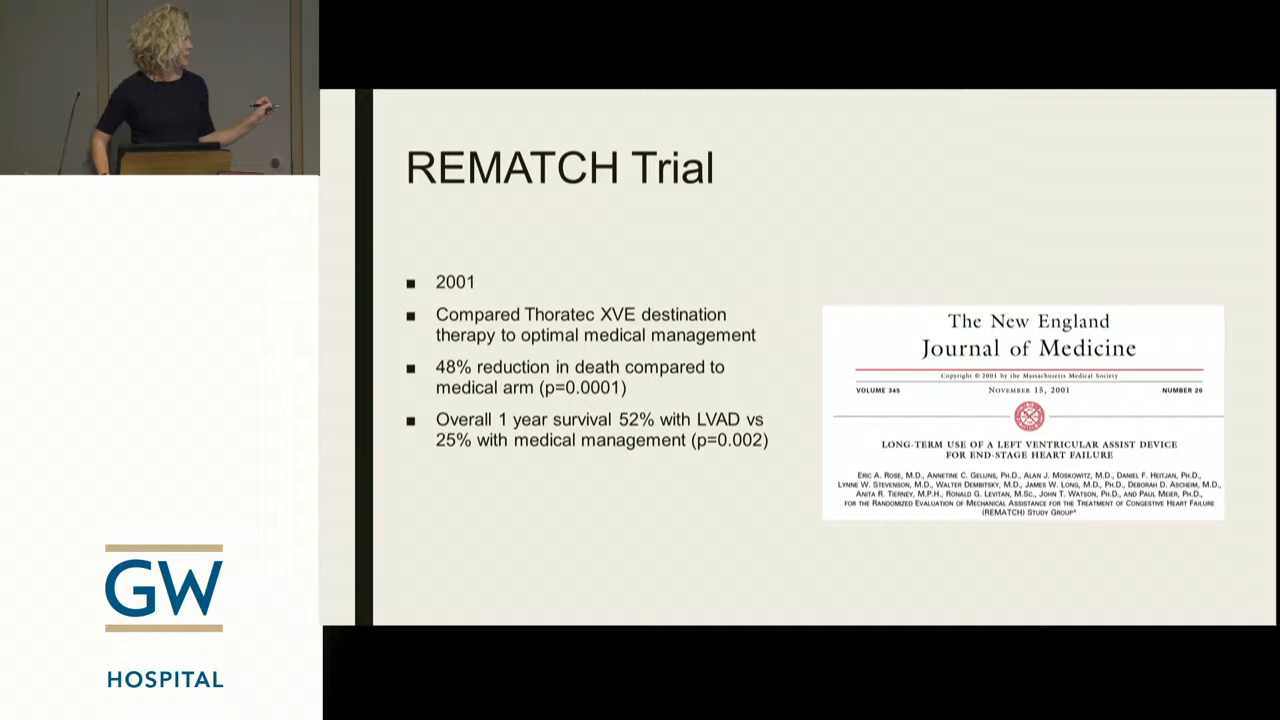 REMATCH Trial
2001
Compared Thoratec XVE destination
therapy to optimal medical management
48% reduction in death compared to
medical arm (p=0.0001)
Overall 1 year survival 52% with LVAD vs
25% with medical management (p=0.002)
The New England
Journal of Medicine
Copyright © 2001 by the Massachusetts Medical Society
VOLUME 345 NOVEMBER 15, 2001 NUMBER 20
LONG-TERM USE OF A LEFT VENTRICULAR ASSIST DEVICE
FOR END-STAGE HEART FAILURE
ERIC A. ROSE, M.D., ANNETINE C. GELIJNS, PH.D., ALAN J. MOSKOWITZ, M.D., DANIEL F. HEITJAN, PH.D.,
LYNNE W. STEVENSON, M.D., WALTER DEMBITSKY, M.D., JAMES W. LONG, M.D., PH.D., DEBORAH D. ASCHEIM, M.D.,
ANITA R. TIERNEY, M.P.H., RONALD G. LEVITAN, M.SC., JOHN T. WATSON, PH.D., AND PAUL MEIER, PH.D.,
FOR THE RANDOMIZED EVALUATION OF MECHANICAL ASSISTANCE FOR THE TREATMENT OF CONGESTIVE HEART FAILURE
(REMATCH) STUDY GROUP*
GW
HOSPITAL